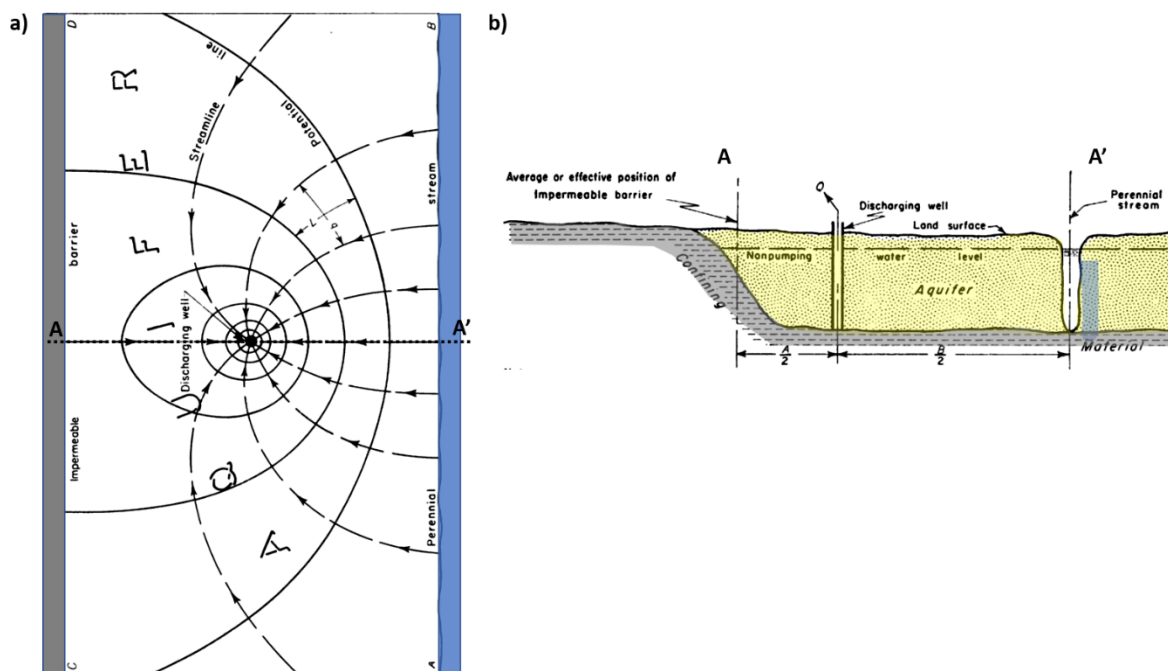 a)
D
B
line
R
Streamline
Potential
E
F
barrier
stream
L
b
A
A'
I
Discharging well
U
Impermeable
Q
Perennial
A
C
A
b)
A
A'
Average or effective position of
Impermeable barrier
Q
Discharging well
Land surface
Perennial
stream
Nonpumping water level
Confining
Aquifer
Material
A/2
B/2